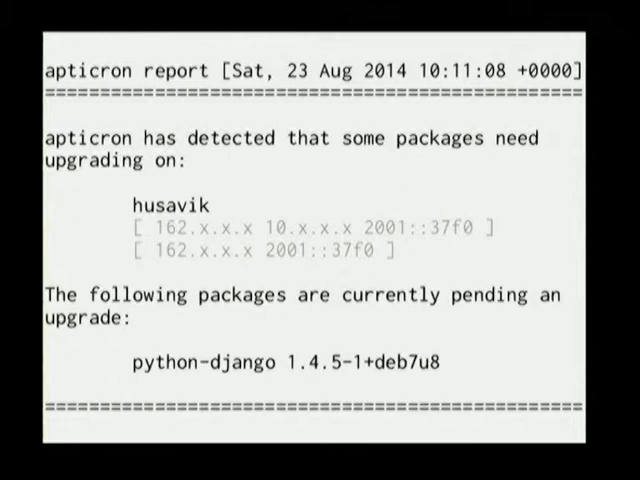 apticron report [Sat, 23 Aug 2014 10:11:08 +0000]
=================================================
apticron has detected that some packages need
upgrading on:
husavik
[ 162.x.x.x 10.x.x.x 2001::37f0 ]
[ 162.x.x.x 2001::37f0 ]
The following packages are currently pending an
upgrade:
python-django 1.4.5-1+deb7u8
=================================================